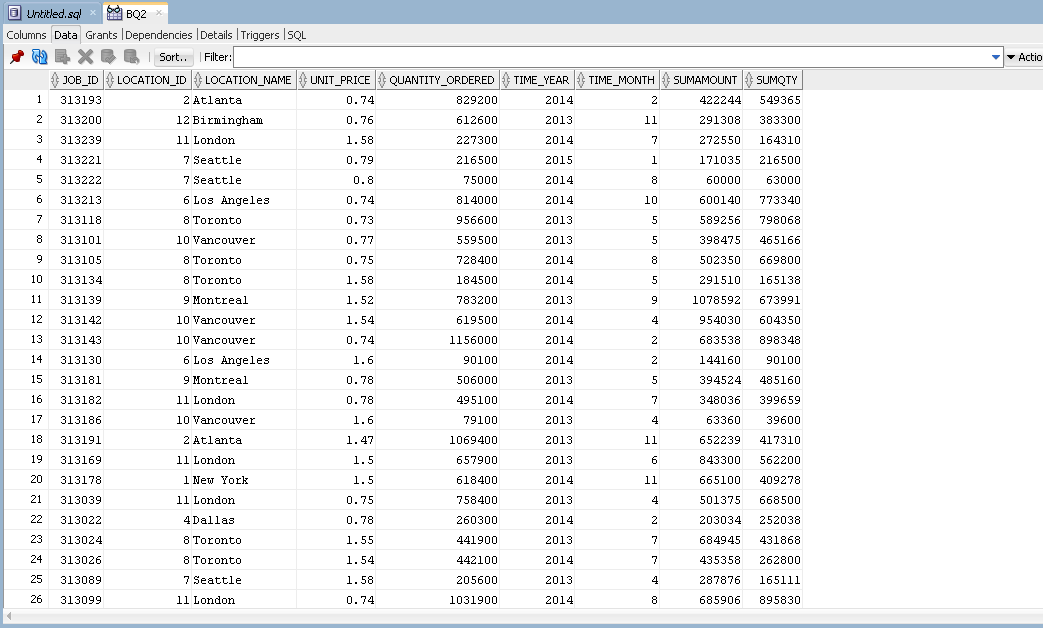 Untitled.sql × BQ2 ×
Columns Data Grants Dependencies Details Triggers SQL
Sort.. Filter: Actio
JOB_ID LOCATION_ID LOCATION_NAME UNIT_PRICE QUANTITY_ORDERED TIME_YEAR TIME_MONTH SUMAMOUNT SUMQTY
1 313193 2 Atlanta 0.74 829200 2014 2 422244 549365
2 313200 12 Birmingham 0.76 612600 2013 11 291308 383300
3 313239 11 London 1.58 227300 2014 7 272550 164310
4 313221 7 Seattle 0.79 216500 2015 1 171035 216500
5 313222 7 Seattle 0.8 75000 2014 8 60000 63000
6 313213 6 Los Angeles 0.74 814000 2014 10 600140 773340
7 313118 8 Toronto 0.73 956600 2013 5 589256 798068
8 313101 10 Vancouver 0.77 559500 2013 5 398475 465166
9 313105 8 Toronto 0.75 728400 2014 8 502350 669800
10 313134 8 Toronto 1.58 184500 2014 5 291510 165138
11 313139 9 Montreal 1.52 783200 2013 9 1078592 673991
12 313142 10 Vancouver 1.54 619500 2014 4 954030 604350
13 313143 10 Vancouver 0.74 1156000 2014 2 683538 898348
14 313130 6 Los Angeles 1.6 90100 2014 2 144160 90100
15 313181 9 Montreal 0.78 506000 2013 5 394524 485160
16 313182 11 London 0.78 495100 2014 7 348036 399659
17 313186 10 Vancouver 1.6 79100 2013 4 63360 39600
18 313191 2 Atlanta 1.47 1069400 2013 11 652239 417310
19 313169 11 London 1.5 657900 2013 6 843300 562200
20 313178 1 New York 1.5 618400 2014 11 665100 409278
21 313039 11 London 0.75 758400 2013 4 501375 668500
22 313022 4 Dallas 0.78 260300 2014 2 203034 252038
23 313024 8 Toronto 1.55 441900 2013 7 684945 431868
24 313026 8 Toronto 1.54 442100 2014 7 435358 262800
25 313089 7 Seattle 1.58 205600 2013 4 287876 165111
26 313099 11 London 0.74 1031900 2014 8 685906 895830